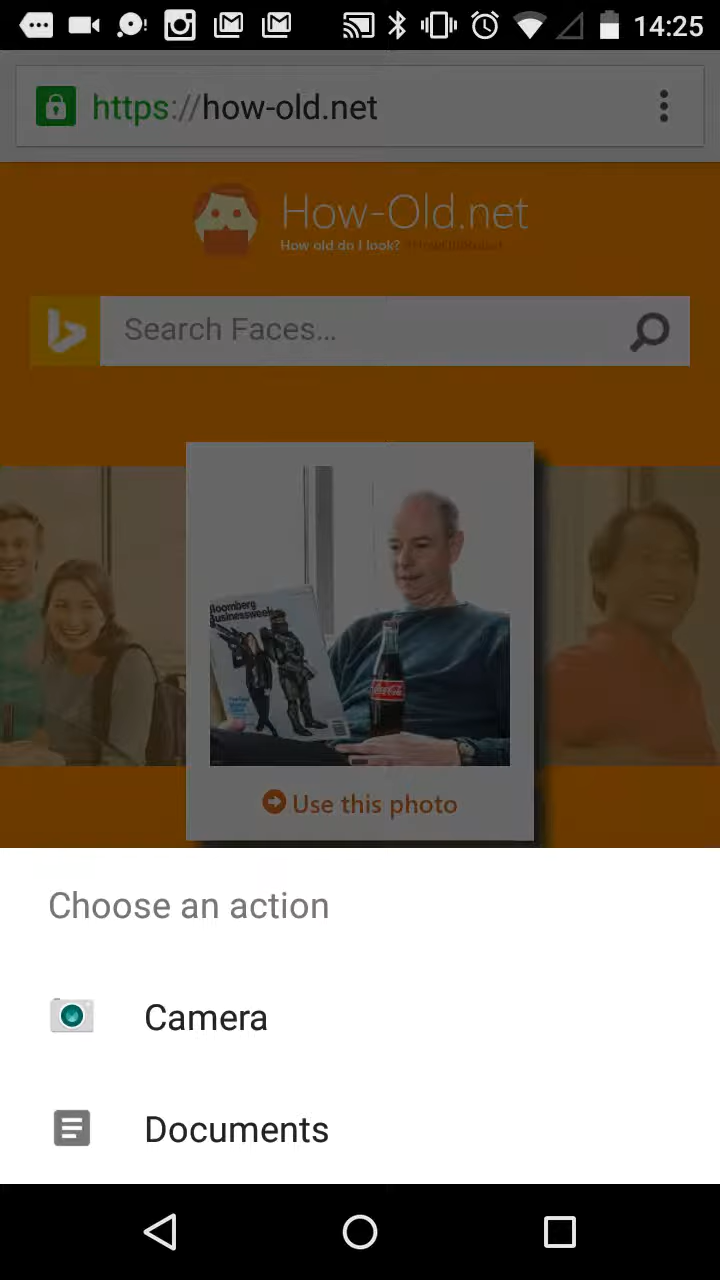 14:25
https://how-old.net
How-Old.net
How old do I look?
Search Faces...
Bloomberg
Businessweek
Coca-Cola
Use this photo
Choose an action
Camera
Documents